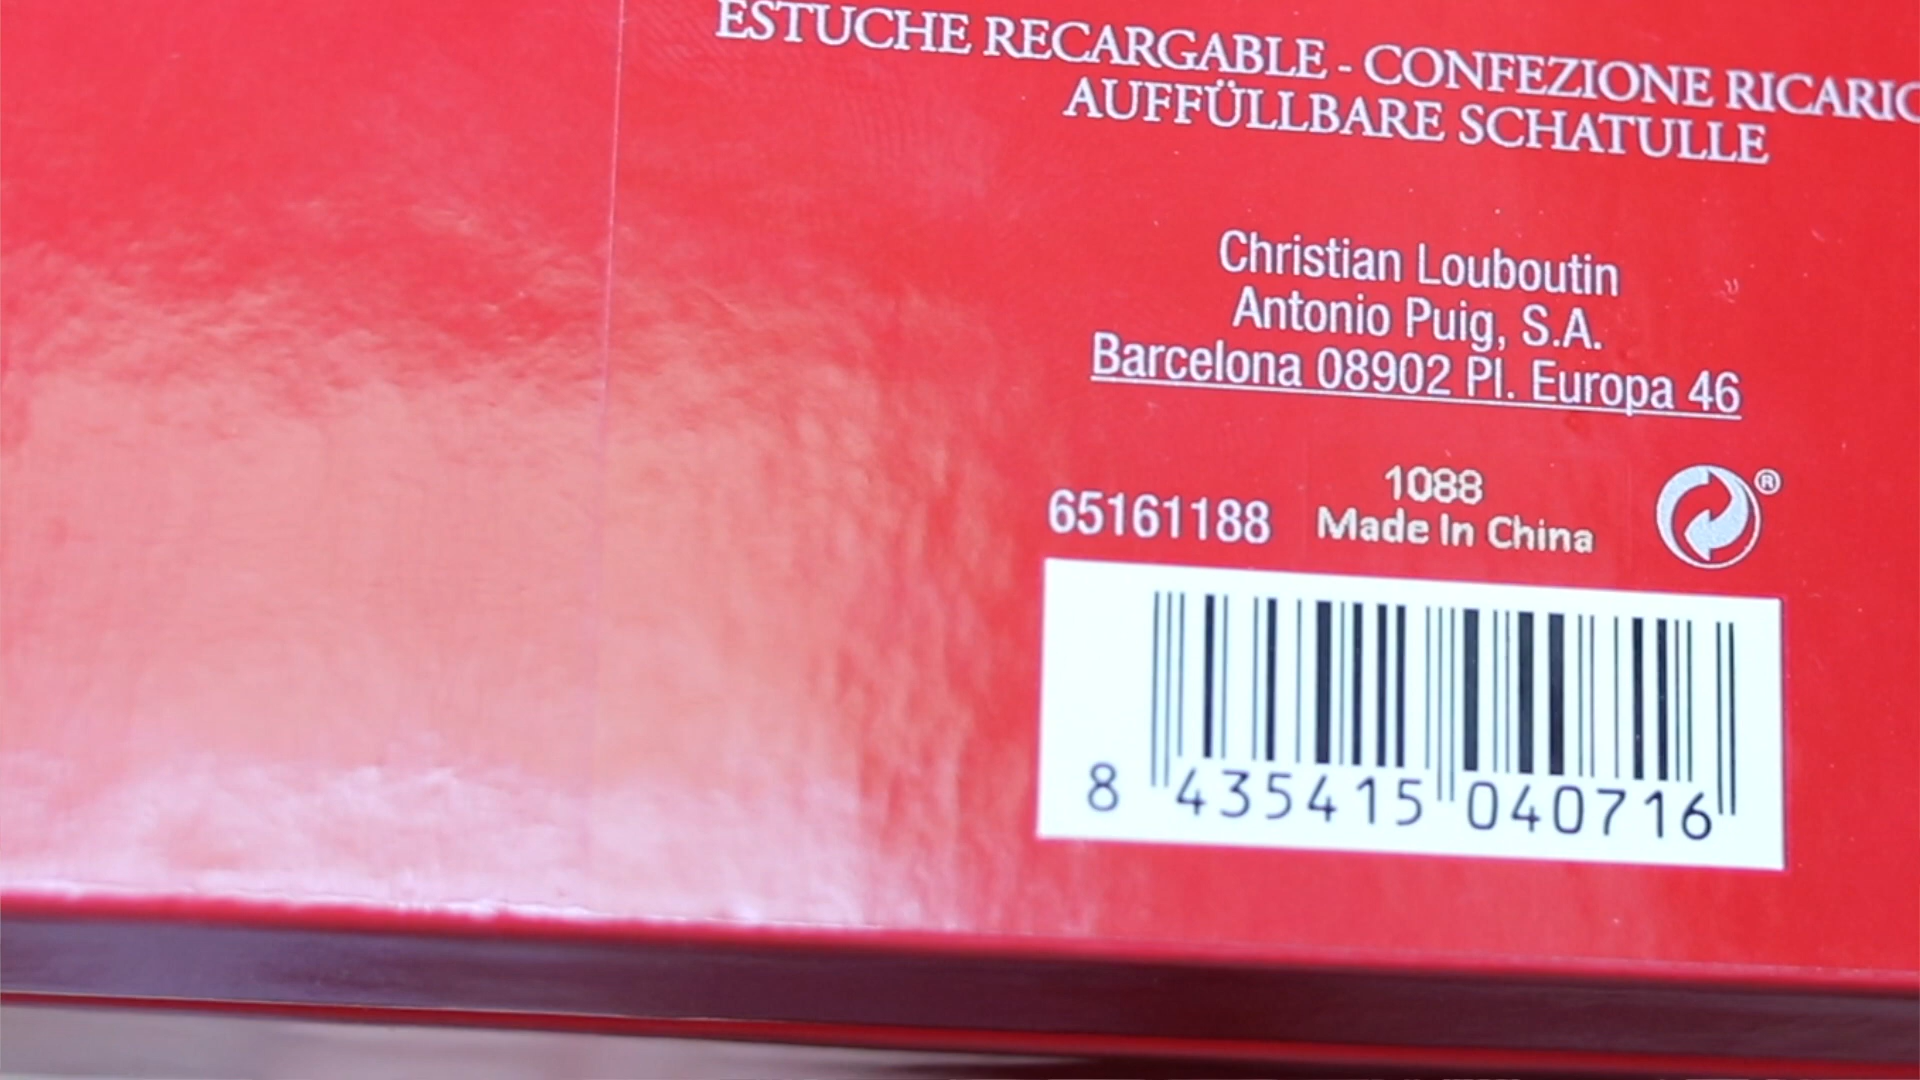 ESTUCHE RECARGABLE - CONFEZIONE
AUFFÜLLBARE SCHATULLE
Christian Louboutin
Antonio Puig, S.A.
Barcelona 08902 Pl. Europa 46
1088
65161188 Made In China ®
8 435415 040716